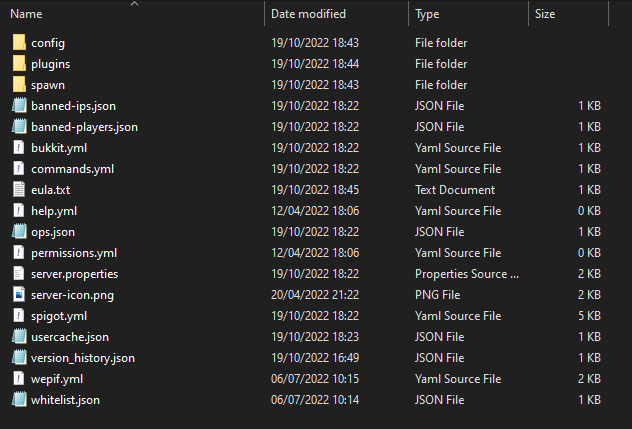 Name Date modified Type Size
config 19/10/2022 18:43 File folder
plugins 19/10/2022 18:44 File folder
spawn 19/10/2022 18:43 File folder
banned-ips.json 19/10/2022 18:22 JSON File 1 KB
banned-players.json 19/10/2022 18:22 JSON File 1 KB
bukkit.yml 19/10/2022 18:22 Yaml Source File 1 KB
commands.yml 19/10/2022 18:22 Yaml Source File 1 KB
eula.txt 19/10/2022 18:45 Text Document 1 KB
help.yml 12/04/2022 18:06 Yaml Source File 0 KB
ops.json 19/10/2022 18:22 JSON File 1 KB
permissions.yml 12/04/2022 18:06 Yaml Source File 0 KB
server.properties 19/10/2022 18:22 Properties Source ... 2 KB
server-icon.png 20/04/2022 21:22 PNG File 2 KB
spigot.yml 19/10/2022 18:22 Yaml Source File 5 KB
usercache.json 19/10/2022 18:23 JSON File 1 KB
version_history.json 19/10/2022 16:49 JSON File 1 KB
wepif.yml 06/07/2022 10:15 Yaml Source File 2 KB
whitelist.json 06/07/2022 10:14 JSON File 1 KB